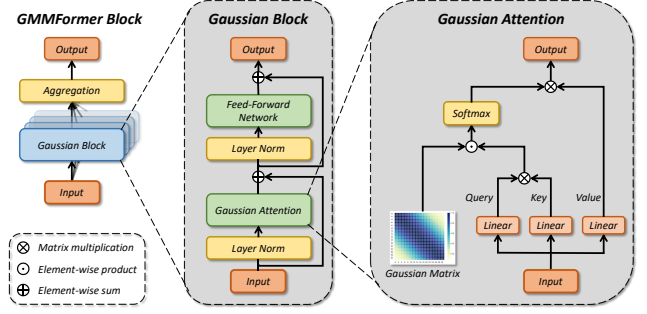 GMMFormer Block
Output
Aggregation
Gaussian Block
Input
Matrix multiplication
Element-wise product
Element-wise sum
Gaussian Block
Output
Feed-Forward
Network
Layer Norm
Gaussian Attention
Layer Norm
Input
Gaussian Attention
Output
Softmax
Query
Key
Value
Linear
Linear
Linear
Gaussian Matrix
Input